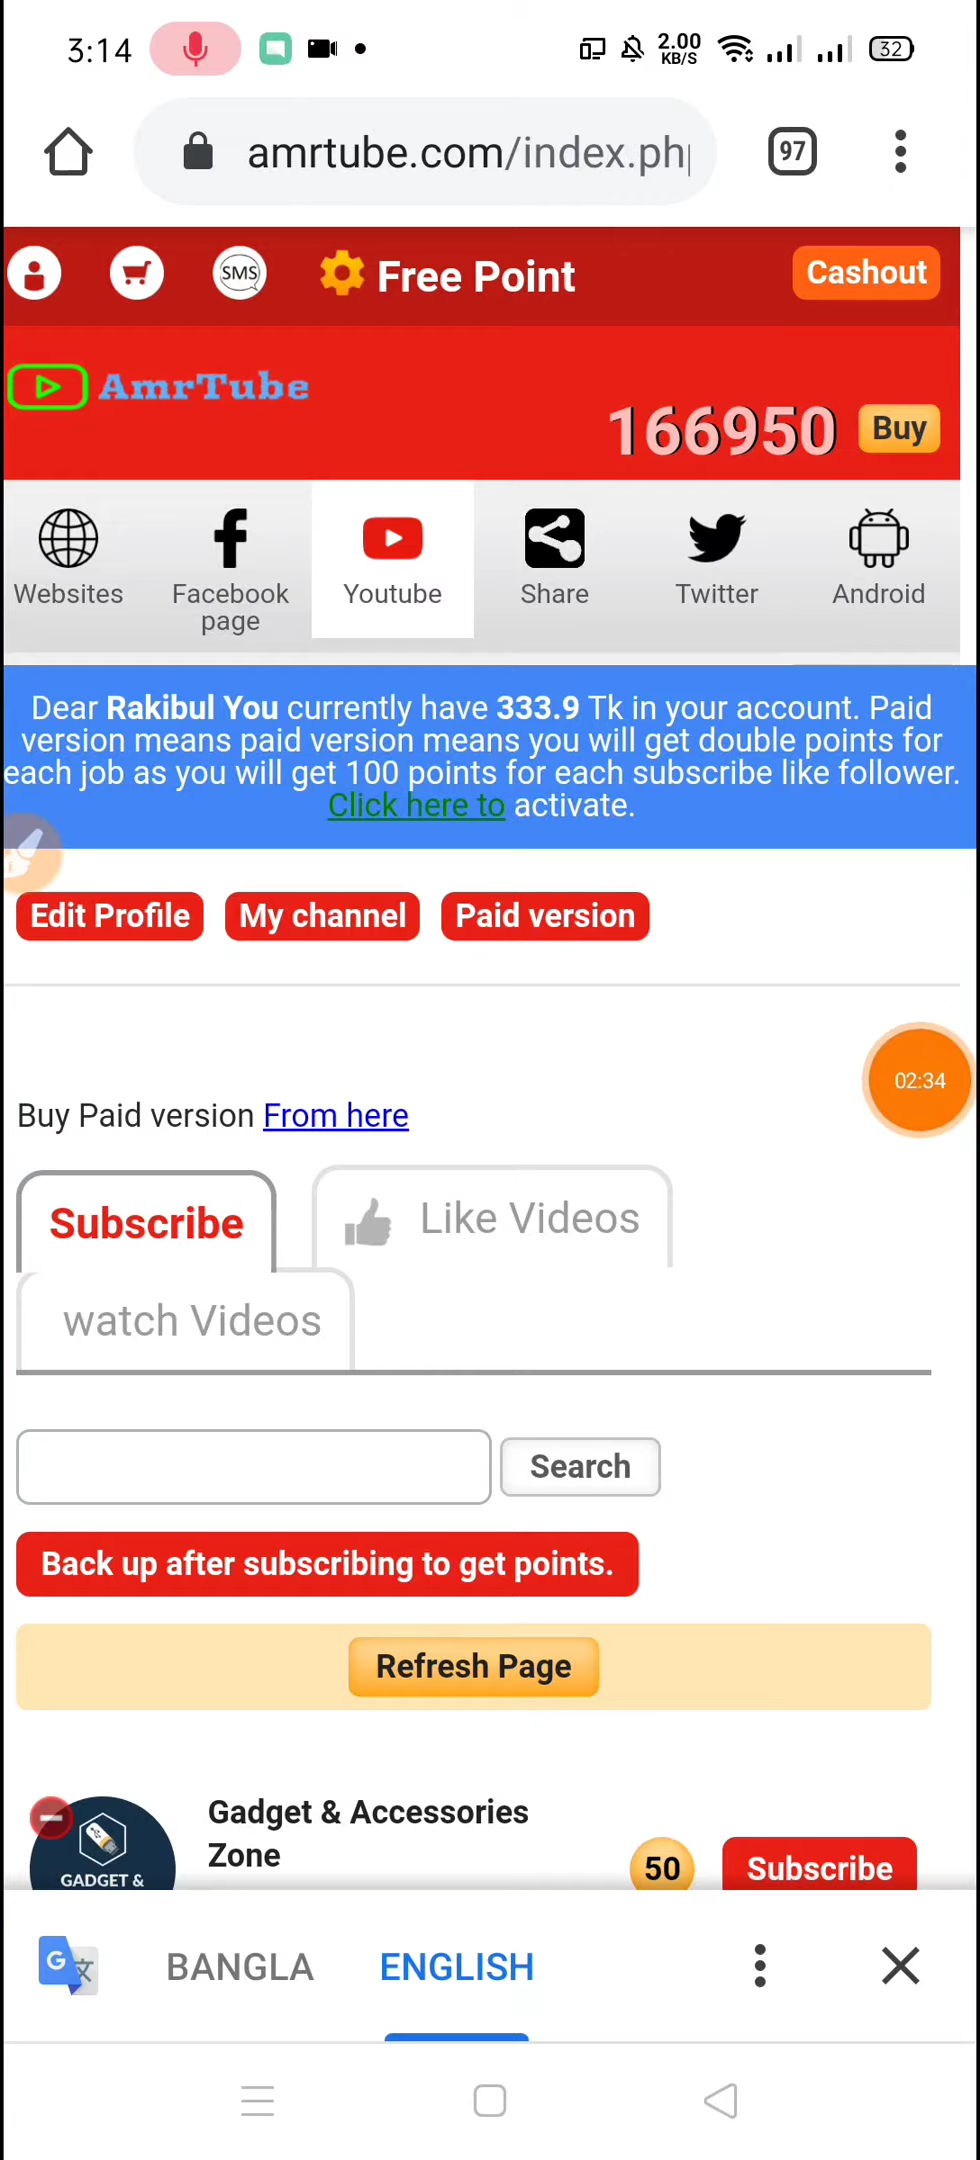 3:14
2.00
KB/S
32
amrtube.com/index.ph
97
SMS
Free Point
Cashout
AmrTube
166950
Buy
Websites
Facebook
page
Youtube
Share
Twitter
Android
Dear Rakibul You currently have 333.9 Tk in your account. Paid
version means paid version means you will get double points for
each job as you will get 100 points for each subscribe like follower.
Click here to activate.
Edit Profile
My channel
Paid version
02:34
Buy Paid version From here
Subscribe
Like Videos
watch Videos
Search
Back up after subscribing to get points.
Refresh Page
Gadget & Accessories
Zone
GADGET &
50
Subscribe
G
文
BANGLA
ENGLISH